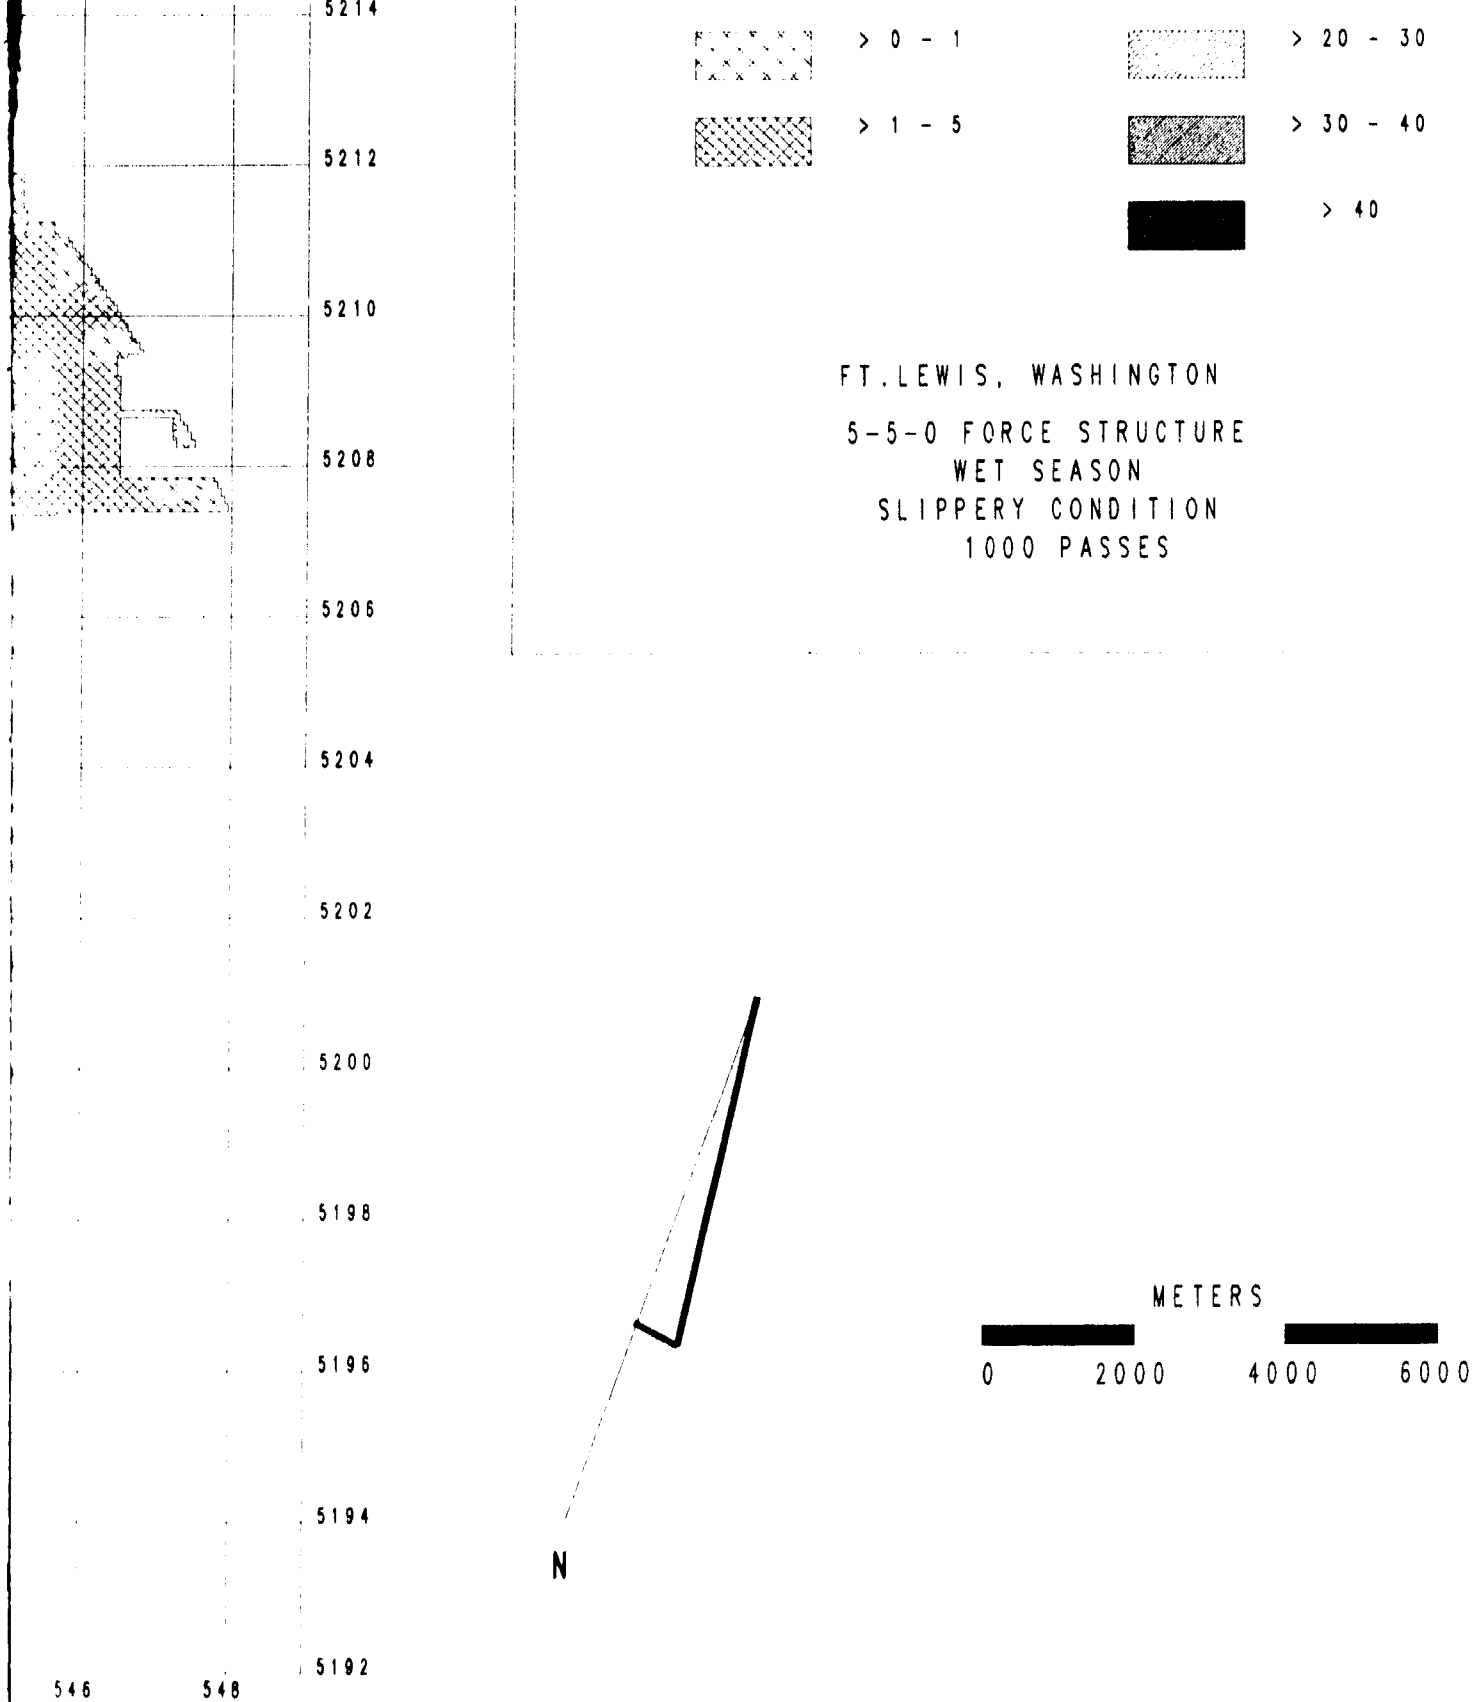 5214
> 0 - 1
> 20 - 30
> 1 - 5
> 30 - 40
5212
> 40
5210
FT.LEWIS, WASHINGTON
5-5-0 FORCE STRUCTURE
5208
WET SEASON
SLIPPERY CONDITION
1000 PASSES
5206
5204
5202
5200
5198
METERS
5196
0 2000 4000 6000
5194
N
5192
546 548